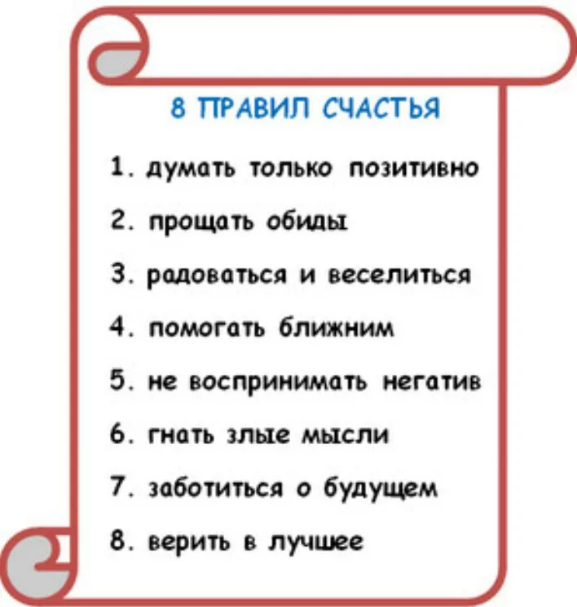 8 ПРАВИЛ СЧАСТЬЯ
1. думать только позитивно
2. прощать обиды
3. радоваться и веселиться
4. помогать ближним
5. не воспринимать негатив
6. гнать злые мысли
7. заботиться о будущем
8. верить в лучшее